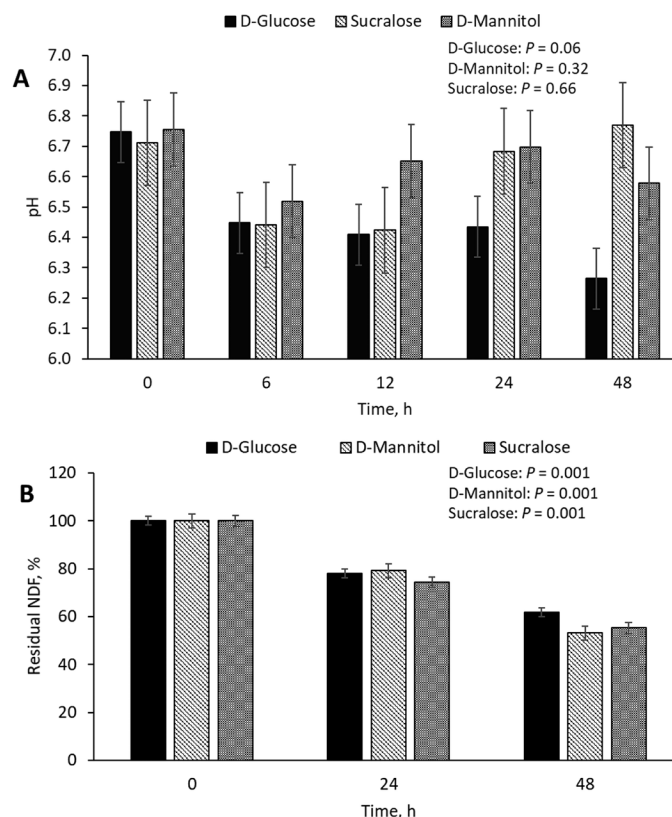 D-Glucose Sucralose D-Mannitol
A
D-Glucose: P = 0.06
D-Mannitol: P = 0.32
Sucralose: P = 0.66
7.0
6.9
6.8
6.7
6.6
6.5
6.4
6.3
6.2
6.1
6.0
pH
0 6 12 24 48
Time, h
D-Glucose D-Mannitol Sucralose
B
D-Glucose: P = 0.001
D-Mannitol: P = 0.001
Sucralose: P = 0.001
120
100
80
60
40
20
0
Residual NDF, %
0 24 48
Time, h